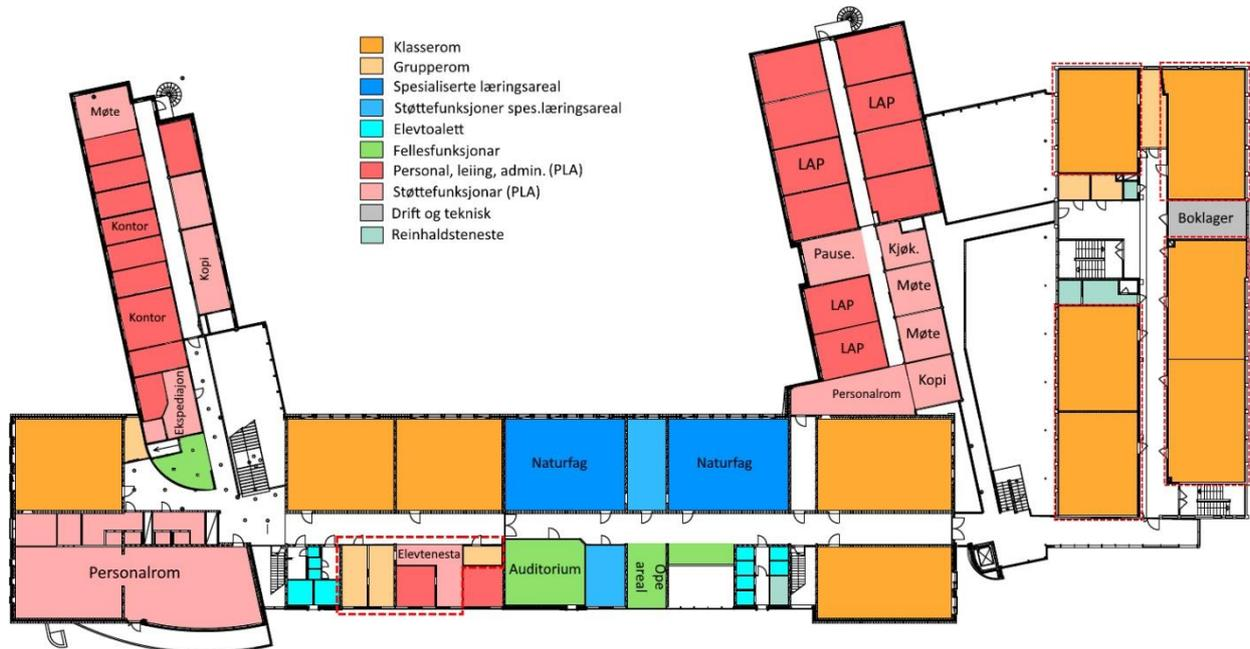 Klasserom
Grupperom
Spesialiserte læringsareal
Støttefunksjoner spes.læringsareal
Elevtoalett
Fellesfunksjonar
Personal, leiing, admin. (PLA)
Støttefunksjonar (PLA)
Drift og teknisk
Reinhaldsteneste
Møte
Kontor
Kopi
Kontor
Ekspediasjon
LAP
LAP
Pause.
Kjøk.
Møte
LAP
Møte
LAP
Kopi
Personalrom
Boklager
Naturfag
Naturfag
Personalrom
Elevtenesta
Auditorium
Ope
areal